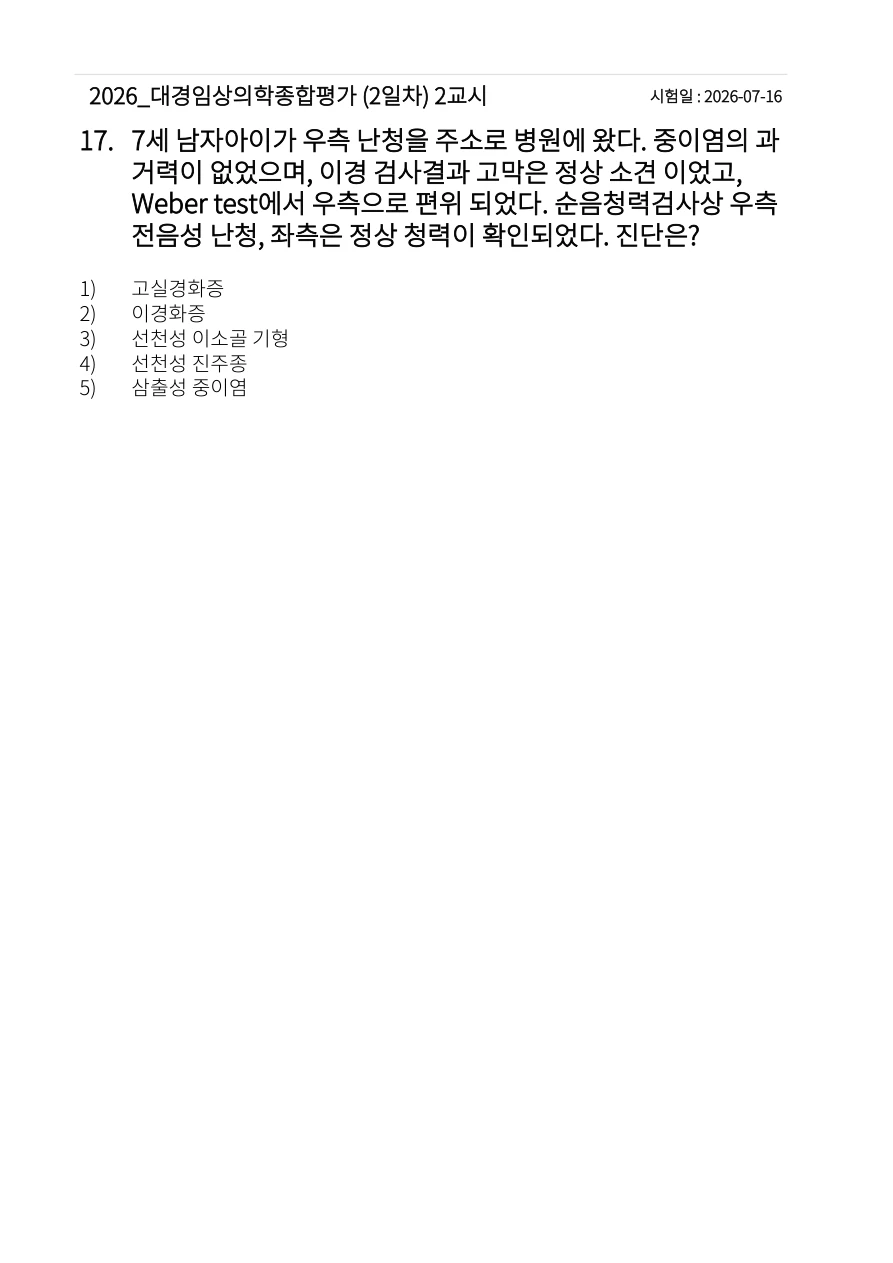 2026_대경임상의학종합평가 (2일차) 2교시 시험일 : 2026-07-16
17. 7세 남자아이가 우측 난청을 주소로 병원에 왔다. 중이염의 과
거력이 없었으며, 이경 검사결과 고막은 정상 소견 이었고,
Weber test에서 우측으로 편위 되었다. 순음청력검사상 우측
전음성 난청, 좌측은 정상 청력이 확인되었다. 진단은?
1) 고실경화증
2) 이경화증
3) 선천성 이소골 기형
4) 선천성 진주종
5) 삼출성 중이염